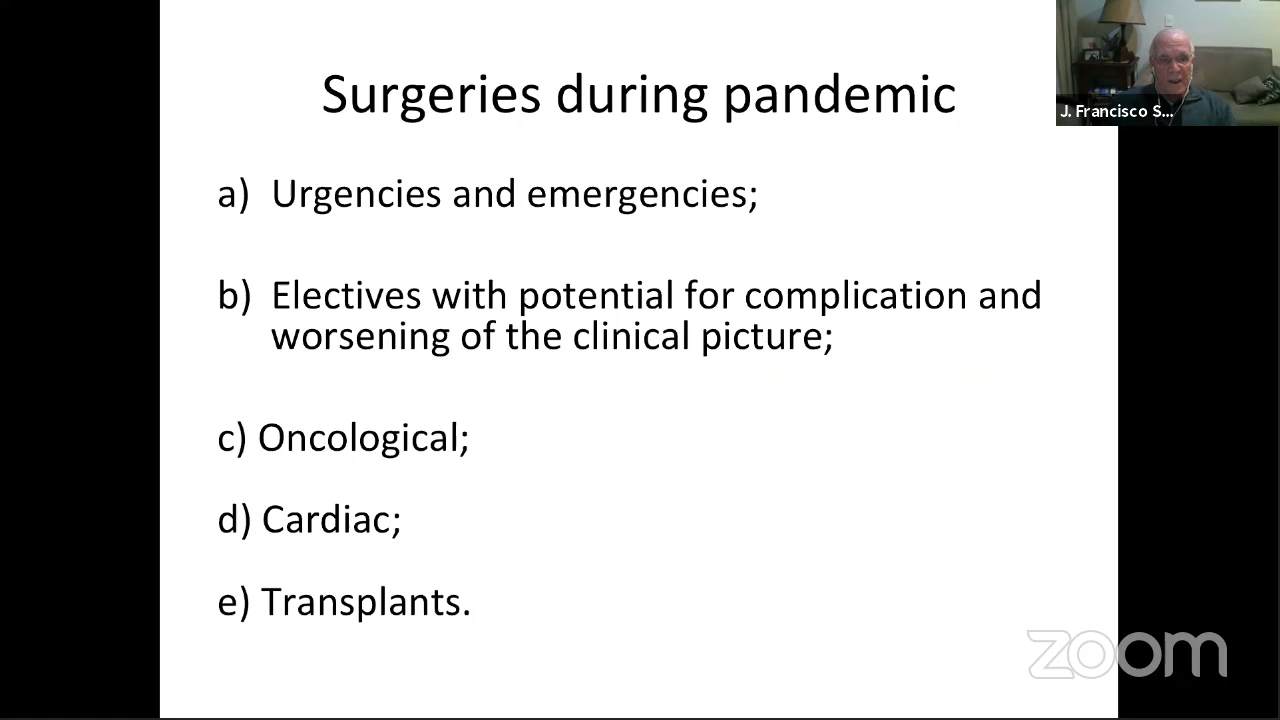 Surgeries during pandemic
J. Francisco S...
a) Urgencies and emergencies;
b) Electives with potential for complication and
worsening of the clinical picture;
c) Oncological;
d) Cardiac;
e) Transplants.
zoom